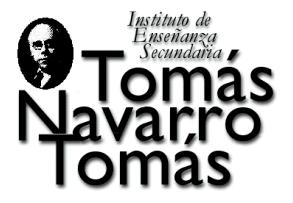 Instituto de
Enseñanza
Secundaria
Tomás
Navarro
Tomás